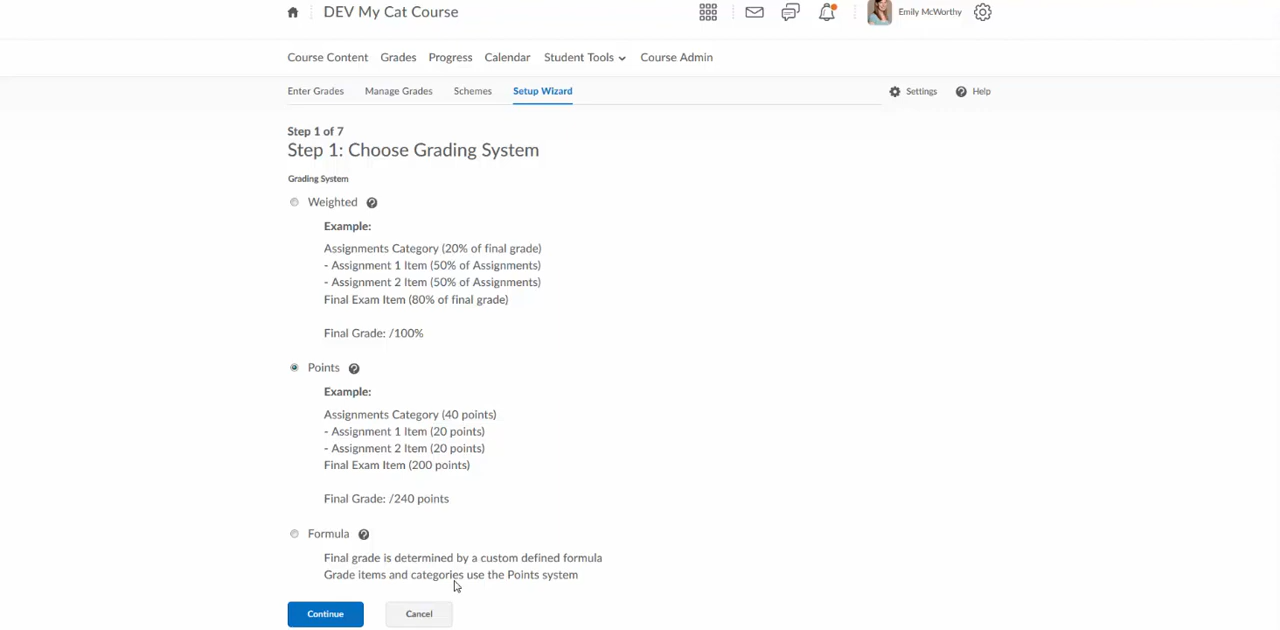 DEV My Cat Course
Emily McWorthy
Course Content Grades Progress Calendar Student Tools Course Admin
Enter Grades Manage Grades Schemes Setup Wizard Settings Help
Step 1 of 7
Step 1: Choose Grading System
Grading System
Weighted
Example:
Assignments Category (20% of final grade)
- Assignment 1 Item (50% of Assignments)
- Assignment 2 Item (50% of Assignments)
Final Exam Item (80% of final grade)
Final Grade: /100%
Points
Example:
Assignments Category (40 points)
- Assignment 1 Item (20 points)
- Assignment 2 Item (20 points)
Final Exam Item (200 points)
Final Grade: /240 points
Formula
Final grade is determined by a custom defined formula
Grade items and categories use the Points system
Continue Cancel